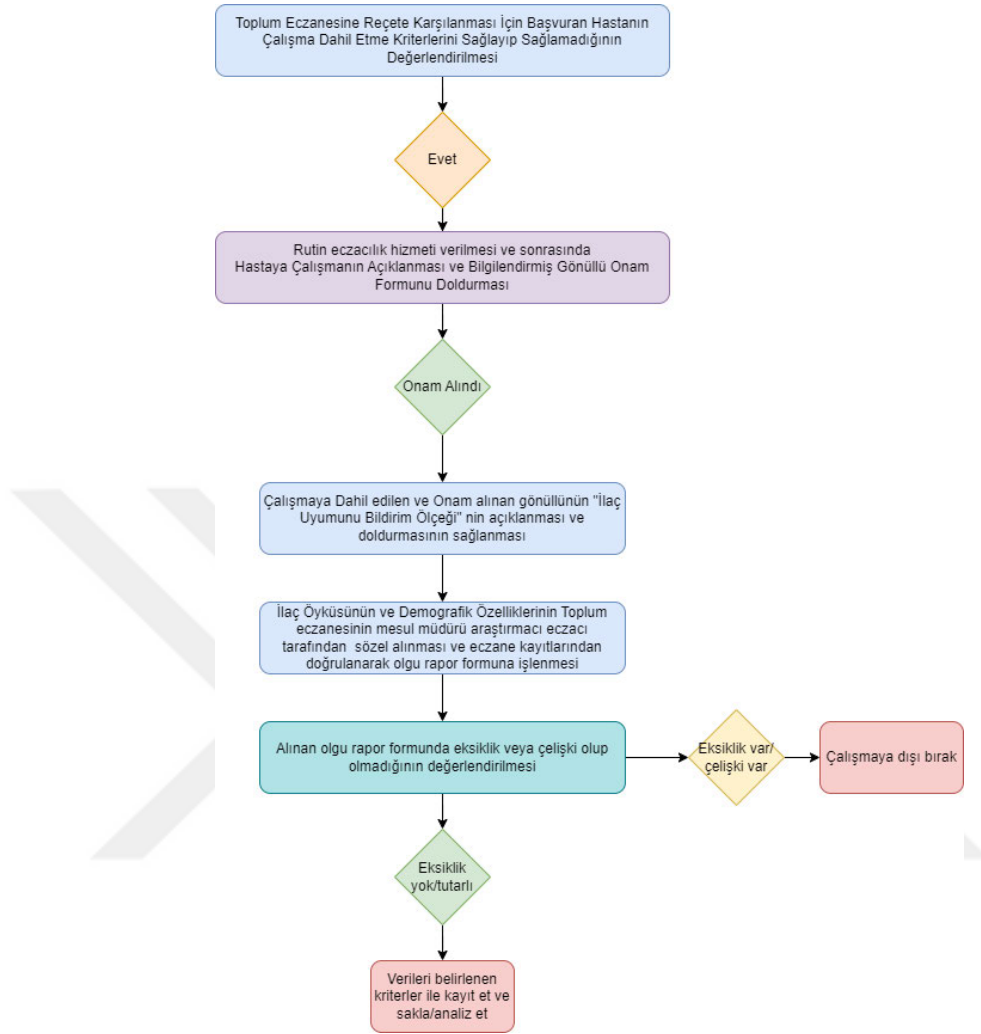 Toplum Eczanesine Reçete Karşılanması İçin Başvuran Hastanın
Çalışma Dahil Etme Kriterlerini Sağlayıp Sağlamadığının
Değerlendirilmesi
Evet
Rutin eczacılık hizmeti verilmesi ve sonrasında
Hastaya Çalışmanın Açıklanması ve Bilgilendirmiş Gönüllü Onam
Formunu Doldurması
Onam Alındı
Çalışmaya Dahil edilen ve Onam alınan gönüllünün "İlaç
Uyumunu Bildirim Ölçeği" nin açıklanması ve
doldurmasının sağlanması
İlaç Öyküsünün ve Demografik Özelliklerinin Toplum
eczanesinin mesul müdürü araştırmacı eczacı
tarafından sözel alınması ve eczane kayıtlarından
doğrulanarak olgu rapor formuna işlenmesi
Alınan olgu rapor formunda eksiklik veya çelişki olup
olmadığının değerlendirilmesi
Eksiklik var/
çelişki var
Çalışmaya dışı bırak
Eksiklik
yok/tutarlı
Verileri belirlenen
kriterler ile kayıt et ve
sakla/analiz et